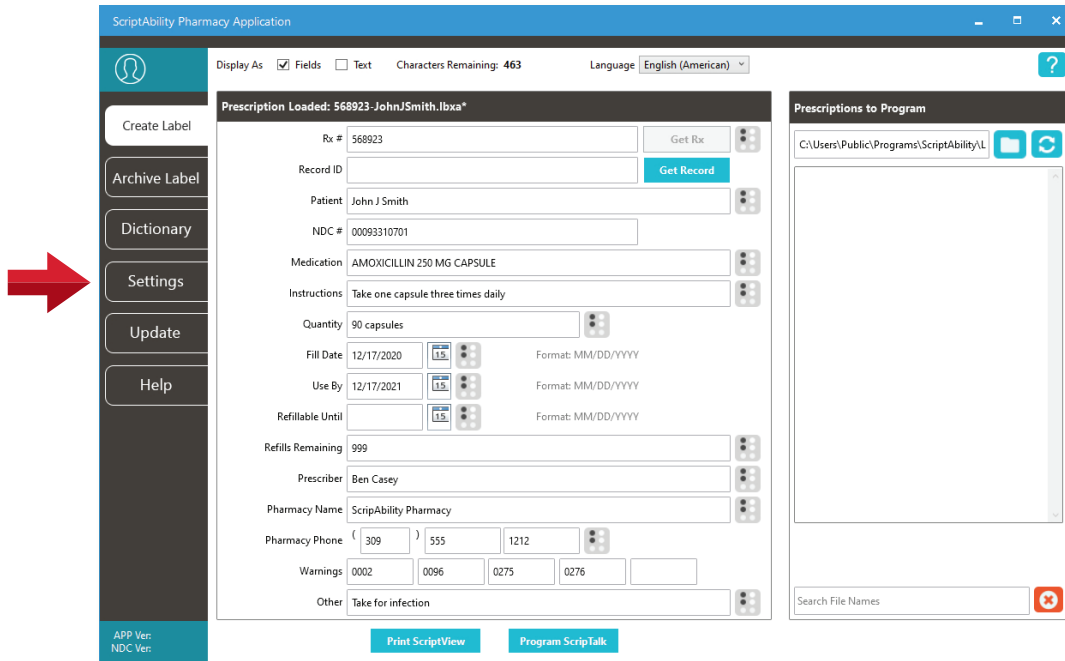 ScriptAbility Pharmacy Application
Display As Fields Text Characters Remaining: 463 Language English (American)
?
Create Label
Archive Label
Dictionary
Settings
Update
Help
APP Ver:
NDC Ver:
Prescription Loaded: 568923-JohnJSmith.lbxa*
Rx # 568923 Get Rx
Record ID Get Record
Patient John J Smith
NDC # 00093310701
Medication AMOXICILLIN 250 MG CAPSULE
Instructions Take one capsule three times daily
Quantity 90 capsules
Fill Date 12/17/2020 15 Format: MM/DD/YYYY
Use By 12/17/2021 15 Format: MM/DD/YYYY
Refillable Until 15 Format: MM/DD/YYYY
Refills Remaining 999
Prescriber Ben Casey
Pharmacy Name ScripAbility Pharmacy
Pharmacy Phone ( 309 ) 555 1212
Warnings 0002 0096 0275 0276
Other Take for infection
Print ScriptView Program ScripTalk
Prescriptions to Program
C:\Users\Public\Programs\ScriptAbility\L
Search File Names